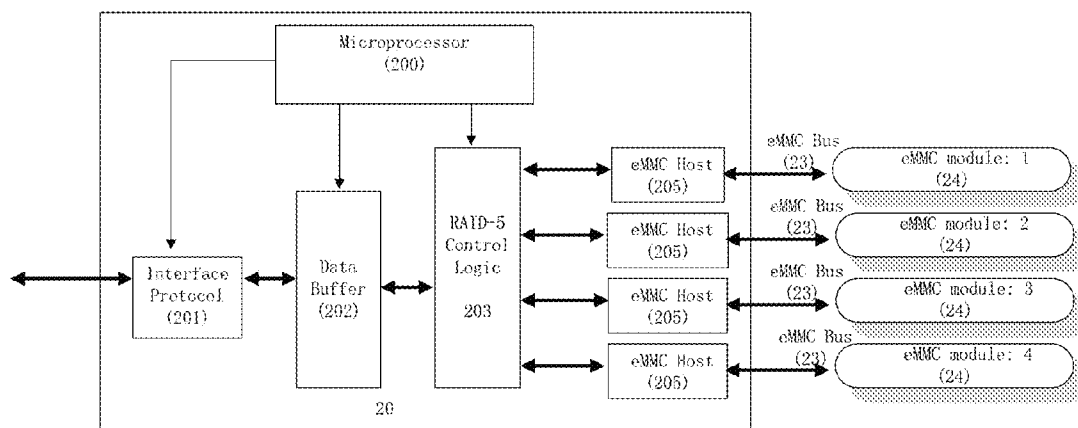 Microprocessor
(200)
Interface
Protocol
(201)
Data
Buffer
(202)
RAID-5
Control
Logic
203
eMMC Host
(205)
eMMC Bus
(23)
eMMC module: 1
(24)
eMMC Host
(205)
eMMC Bus
(23)
eMMC module: 2
(24)
eMMC Host
(205)
eMMC Bus
(23)
eMMC module: 3
(24)
eMMC Host
(205)
eMMC Bus
(23)
eMMC module: 4
(24)
20